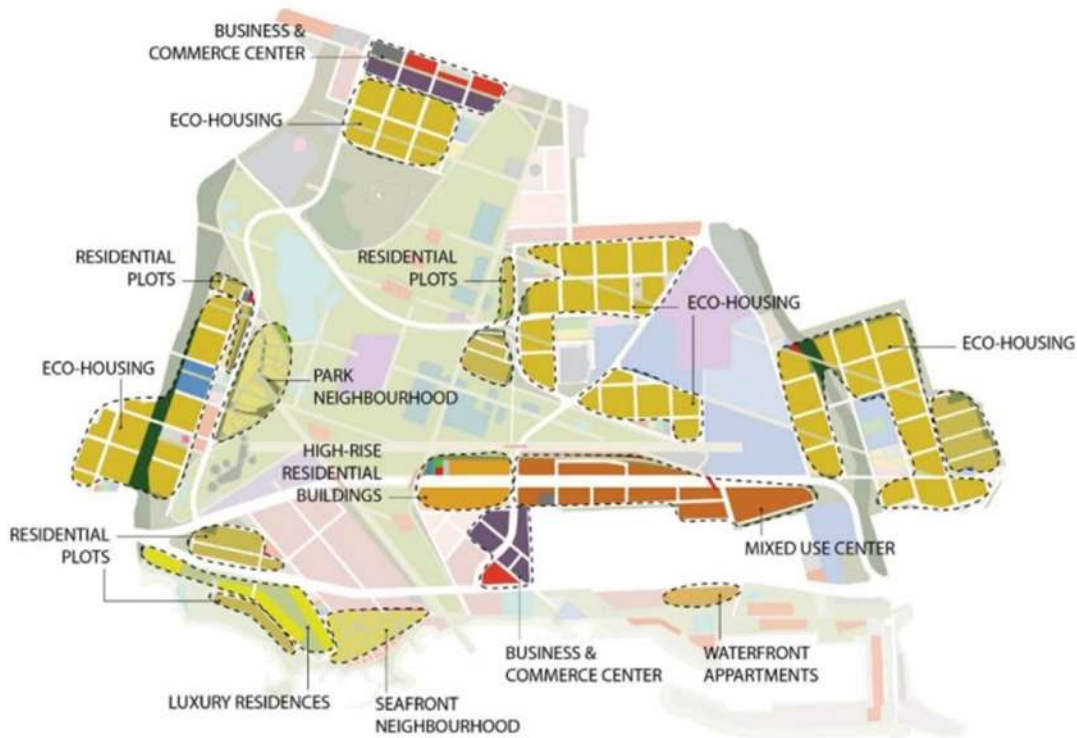 BUSINESS &
COMMERCE CENTER
ECO-HOUSING
RESIDENTIAL
PLOTS
RESIDENTIAL
PLOTS
ECO-HOUSING
ECO-HOUSING
ECO-HOUSING
PARK
NEIGHBOURHOOD
HIGH-RISE
RESIDENTIAL
BUILDINGS
RESIDENTIAL
PLOTS
MIXED USE CENTER
BUSINESS &
COMMERCE CENTER
WATERFRONT
APPARTMENTS
LUXURY RESIDENCES
SEAFRONT
NEIGHBOURHOOD